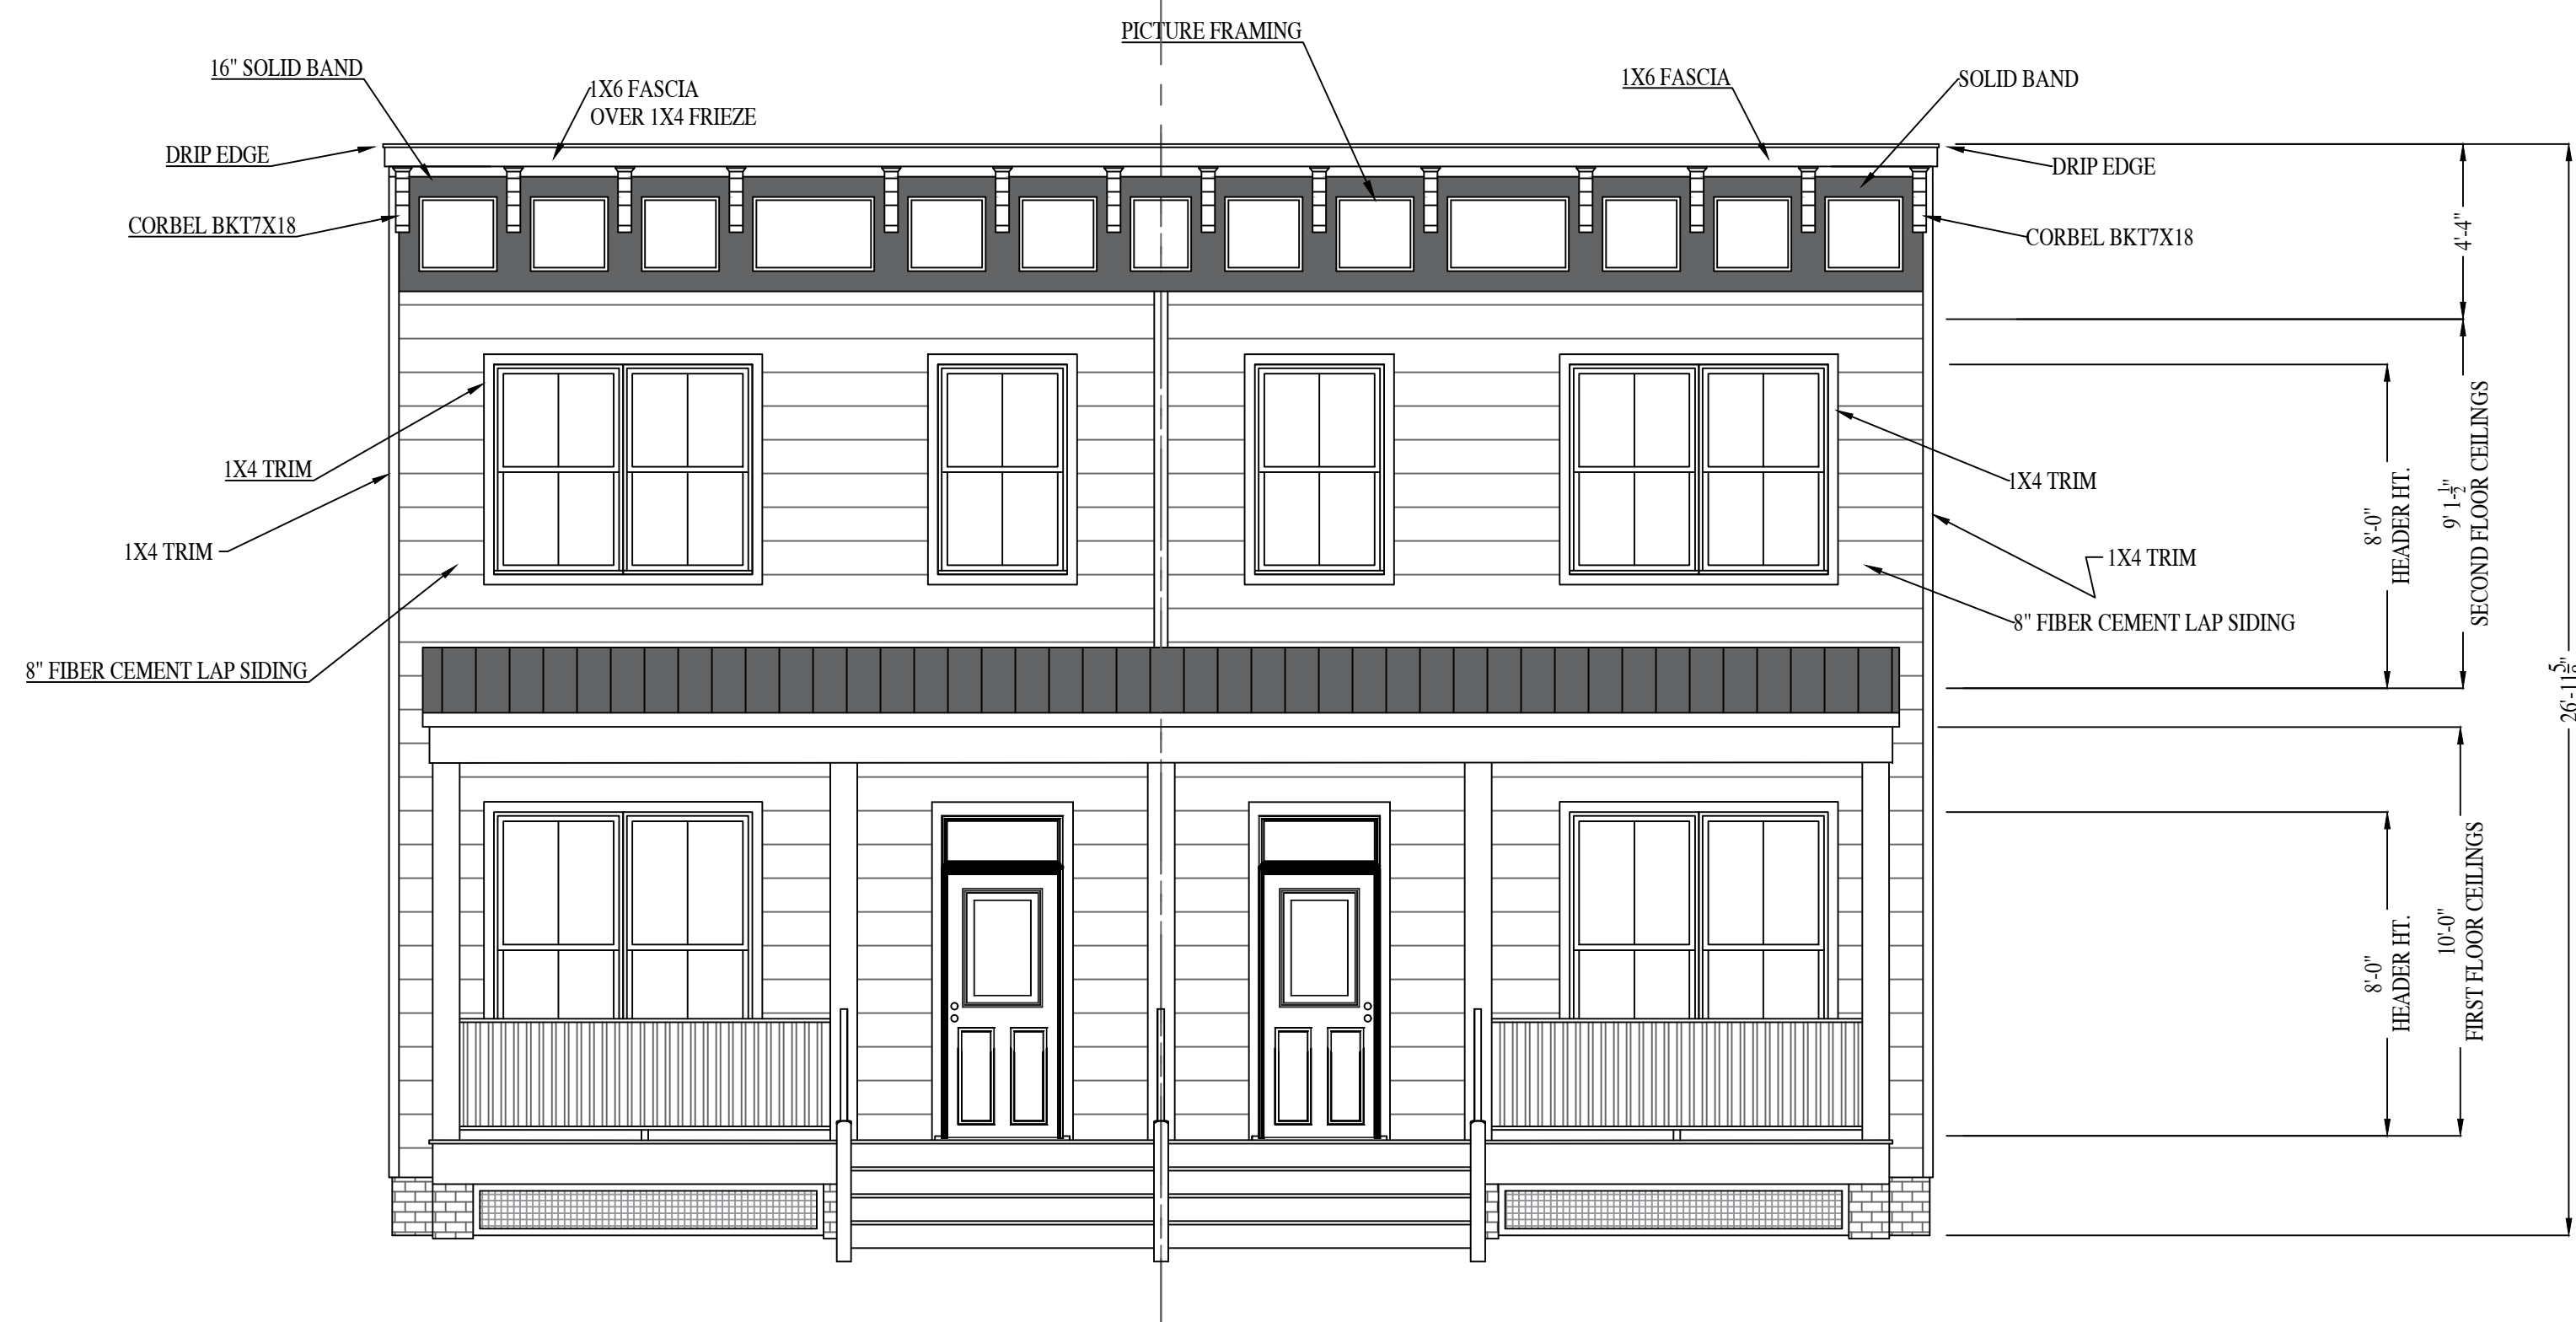 PICTURE FRAMING
16" SOLID BAND
1X6 FASCIA
OVER 1X4 FRIEZE
1X6 FASCIA
SOLID BAND
DRIP EDGE
DRIP EDGE
CORBEL BKT7X18
CORBEL BKT7X18
4'-4"
1X4 TRIM
1X4 TRIM
1X4 TRIM
1X4 TRIM
8'-0"
HEADER HT.
9' 1-1/2"
SECOND FLOOR CEILINGS
8" FIBER CEMENT LAP SIDING
8" FIBER CEMENT LAP SIDING
26'-11 5/8"
8'-0"
HEADER HT.
10'-0"
FIRST FLOOR CEILINGS